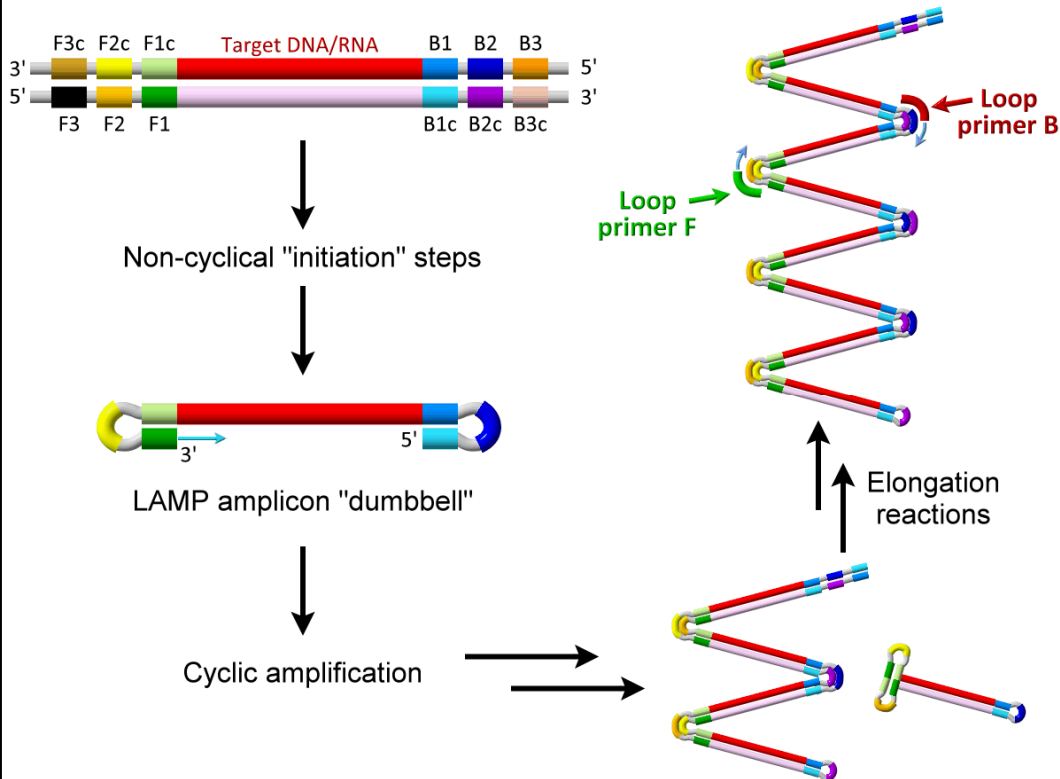 F3c F2c F1c Target DNA/RNA B1 B2 B3
3' 5'
5' 3'
F3 F2 F1 B1c B2c B3c
Non-cyclical "initiation" steps
3' 5'
LAMP amplicon "dumbbell"
Cyclic amplification
Loop
primer B
Loop
primer F
Elongation
reactions